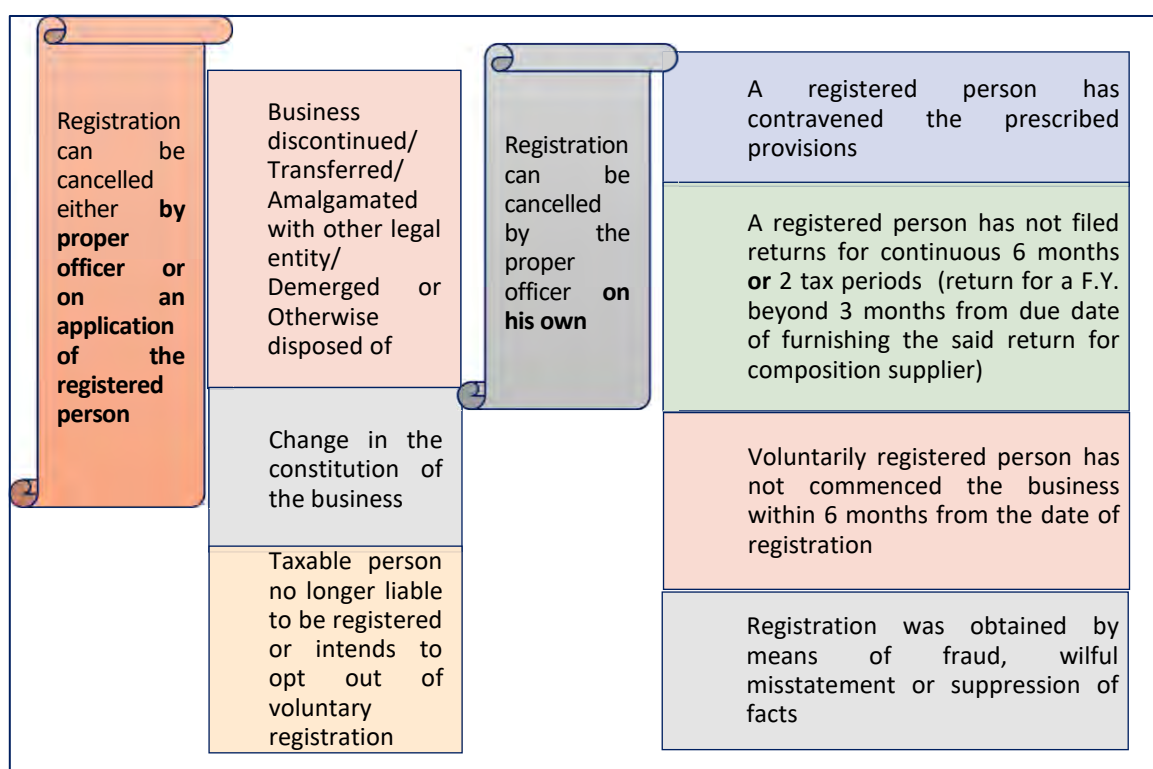 Registration
can be
cancelled
either by
proper
officer or
on an
application
of the
registered
person
Business
discontinued/
Transferred/
Amalgamated
with other legal
entity/
Demerged or
Otherwise
disposed of
Change in the
constitution of
the business
Taxable person
no longer liable
to be registered
or intends to
opt out of
voluntary
registration
Registration
can be
cancelled
by the
proper
officer on
his own
A registered person has
contravened the prescribed
provisions
A registered person has not filed
returns for continuous 6 months
or 2 tax periods (return for a F.Y.
beyond 3 months from due date
of furnishing the said return for
composition supplier)
Voluntarily registered person has
not commenced the business
within 6 months from the date of
registration
Registration was obtained by
means of fraud, wilful
misstatement or suppression of
facts